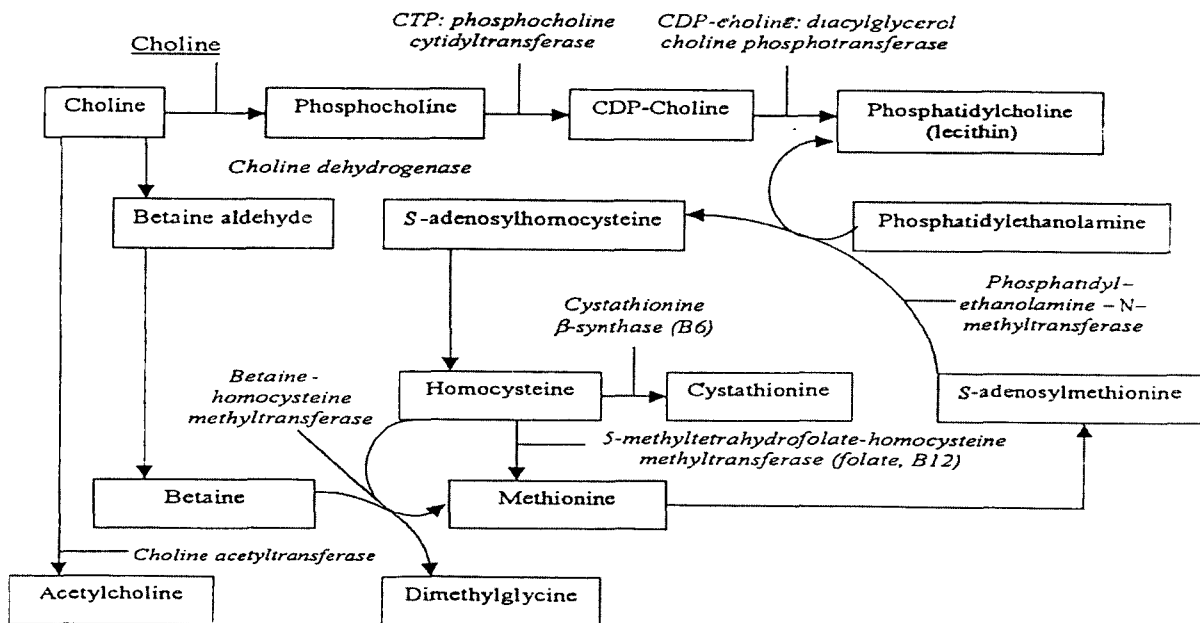 CTP: phosphocholine
cytidyltransferase
CDP-choline: diacylglycerol
choline phosphotransferase
Choline
Choline
Phosphocholine
CDP-Choline
Phosphatidylcholine
(lecithin)
Choline dehydrogenase
Betaine aldehyde
S-adenosylhomocysteine
Phosphatidylethanolamine
Phosphatidyl-
ethanolamine - N-
methyltransferase
Cystathionine
β-synthase (B6)
Betaine-
homocysteine
methyltransferase
Homocysteine
Cystathionine
S-adenosylmethionine
5-methyltetrahydrofolate-homocysteine
methyltransferase (folate, B12)
Betaine
Methionine
Choline acetyltransferase
Acetylcholine
Dimethylglycine